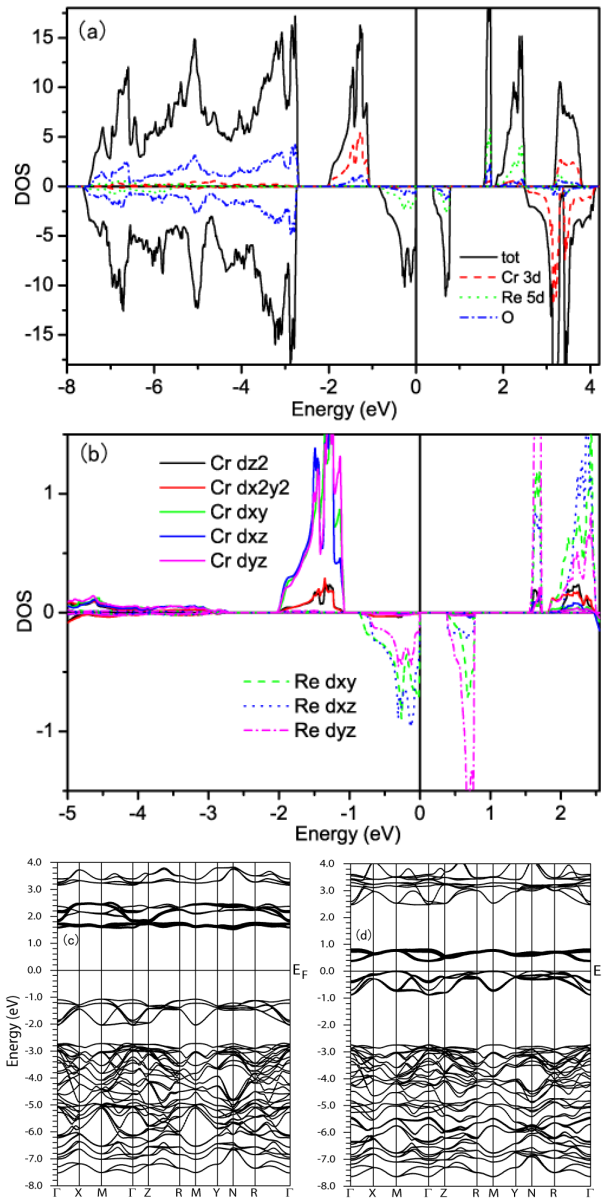 (a)
15
10
5
0
-5
-10
-15
DOS
tot
Cr 3d
Re 5d
O
-8 -6 -4 -2 0 2 4
Energy (eV)
(b)
1
0
-1
DOS
Cr dz2
Cr dx2y2
Cr dxy
Cr dxz
Cr dyz
Re dxy
Re dxz
Re dyz
-5 -4 -3 -2 -1 0 1 2
Energy (eV)
4.0
3.0
2.0
1.0
0.0
-1.0
-2.0
-3.0
-4.0
-5.0
-6.0
-7.0
-8.0
Energy (eV)
(c)
E F
Γ X M Γ Z R M Y N R Γ
4.0
3.0
2.0
1.0
0.0
-1.0
-2.0
-3.0
-4.0
-5.0
-6.0
-7.0
-8.0
(d)
E
Γ X M Γ Z R M Y N R Γ